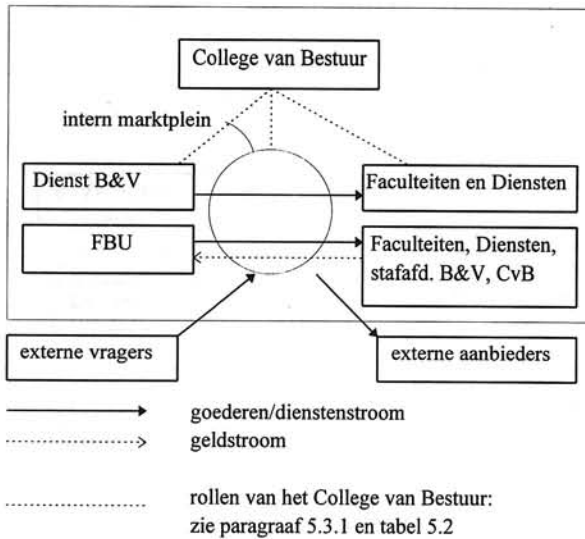 College van Bestuur
intern marktplein
Dienst B&V
Faculteiten en Diensten
FBU
Faculteiten, Diensten,
stafafd. B&V, CvB
externe vragers
externe aanbieders
goederen/dienstenstroom
geldstroom
rollen van het College van Bestuur:
zie paragraaf 5.3.1 en tabel 5.2